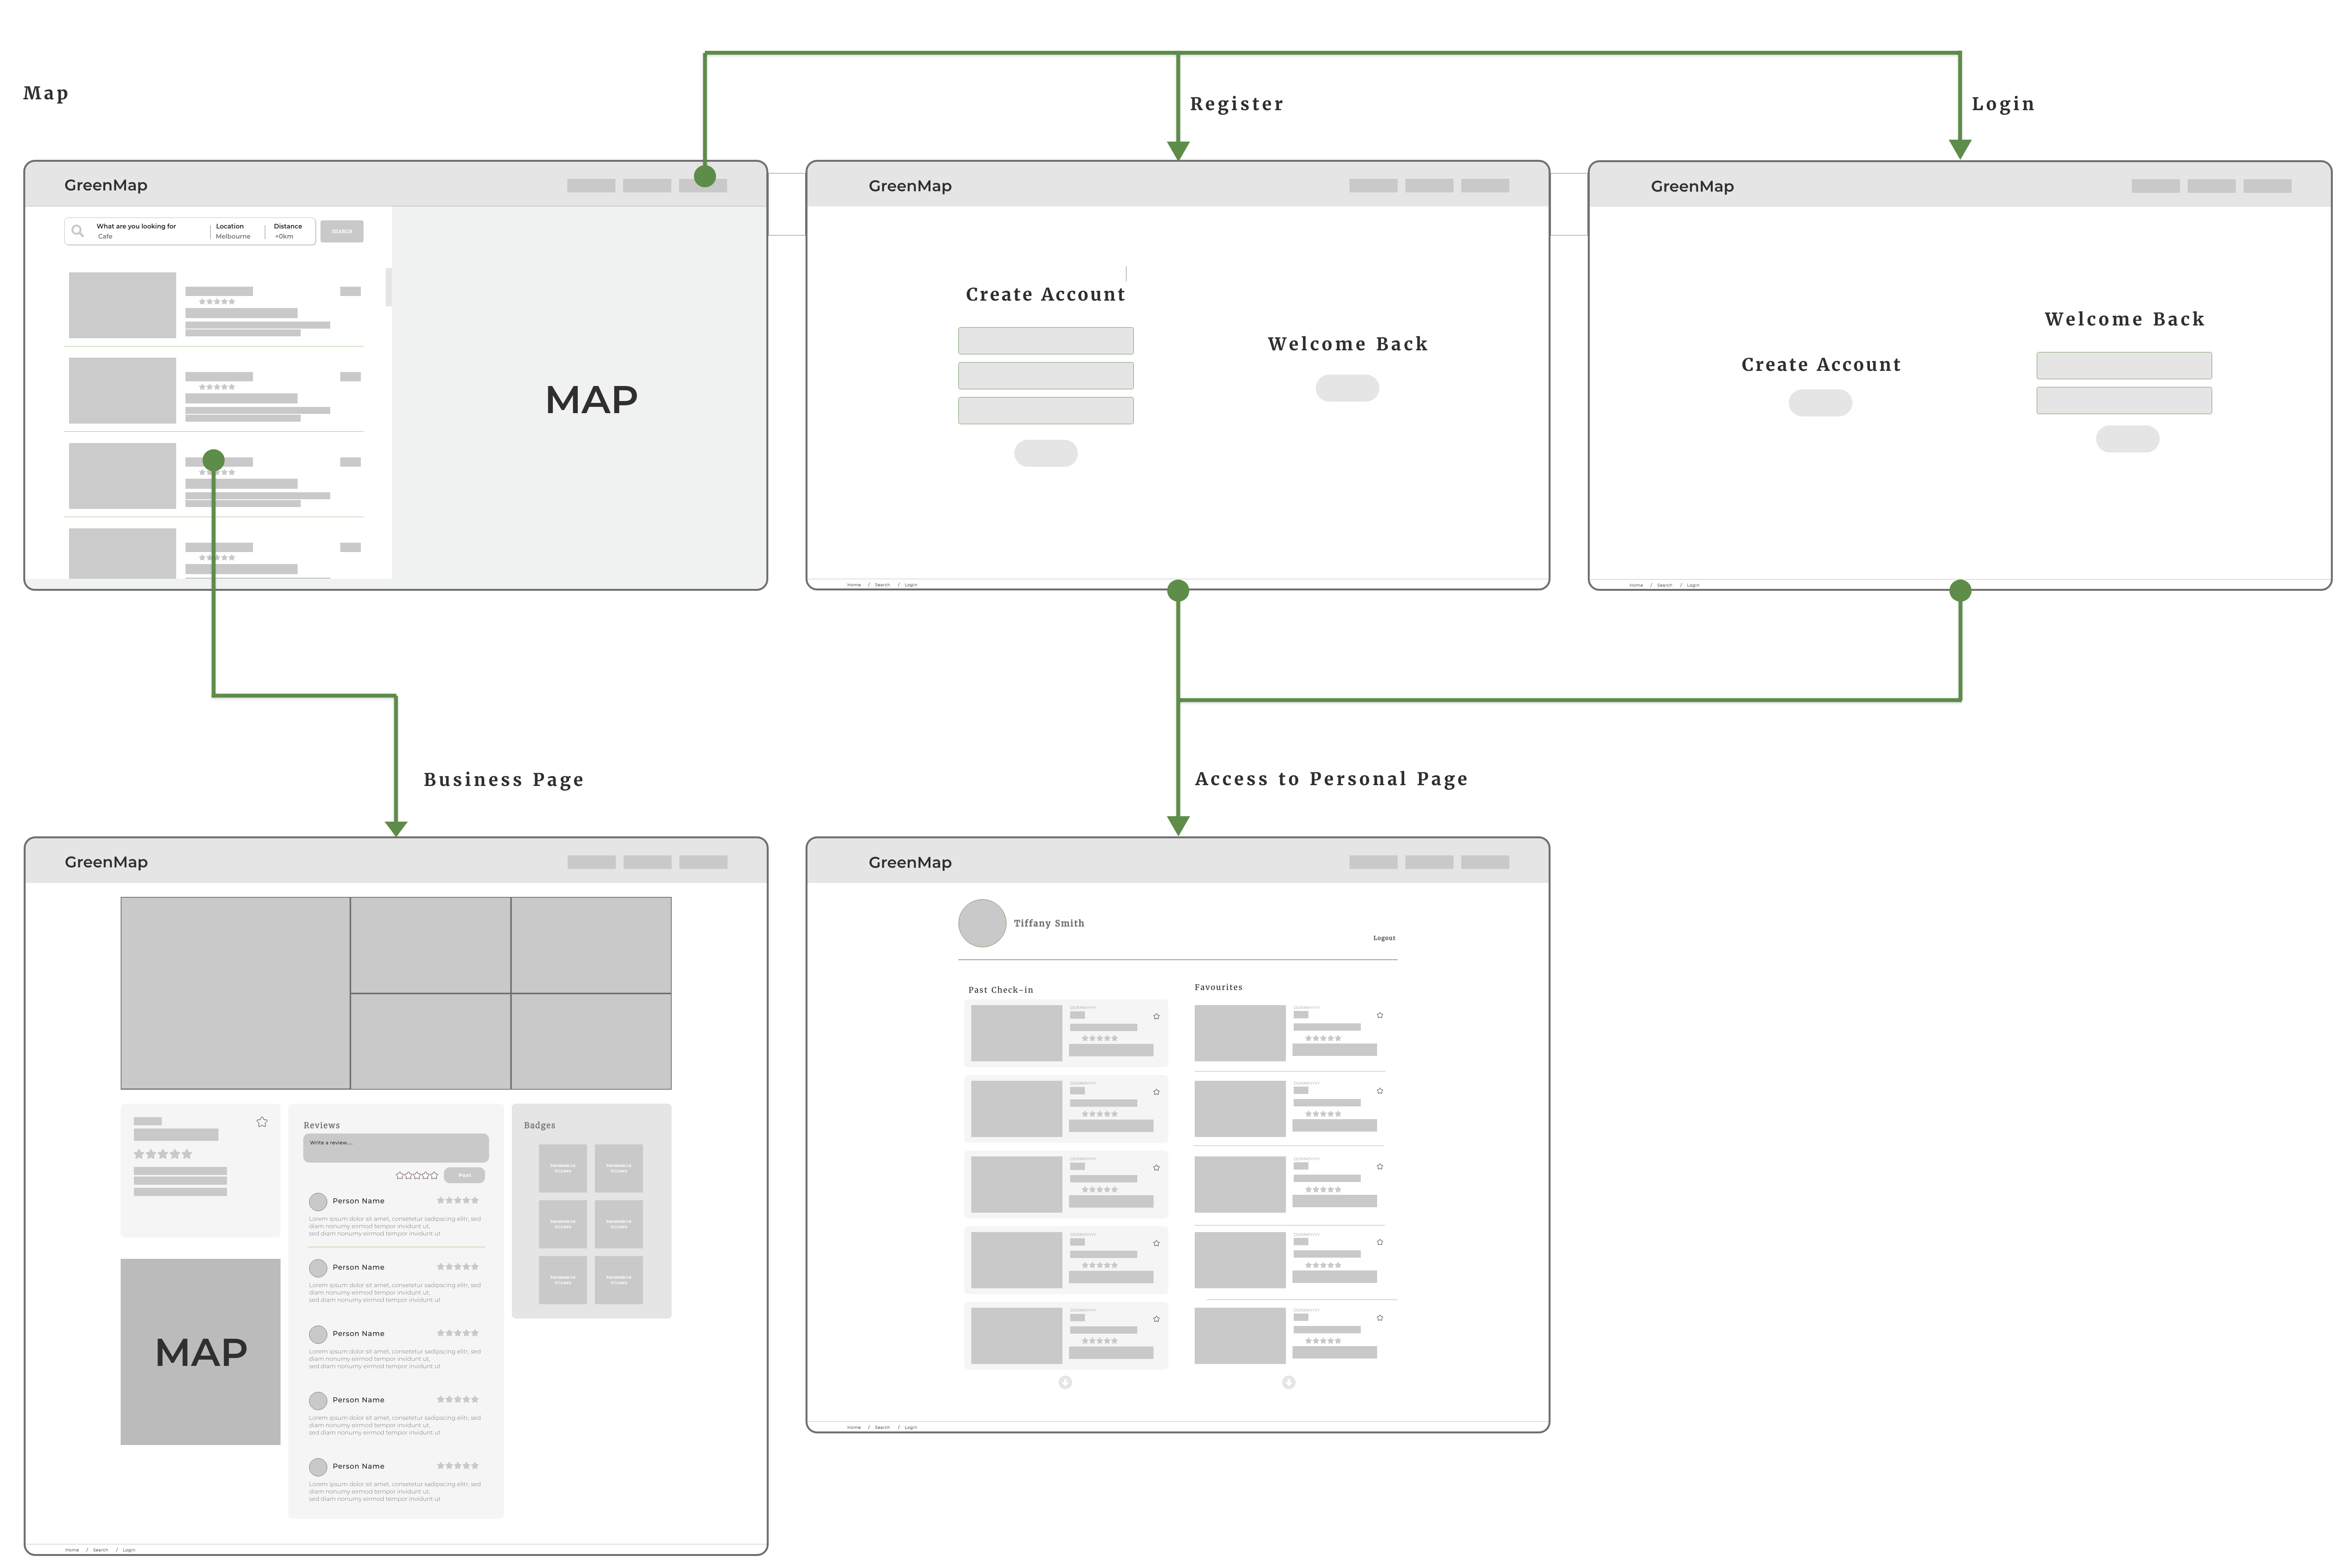 Map
Register
Login
GreenMap
What are you looking for
Cafe
Location
Melbourne
Distance
+0km
SEARCH
MAP
GreenMap
Create Account
Welcome Back
Home / Search / Login
GreenMap
Create Account
Welcome Back
Home / Search / Login
Business Page
Access to Personal Page
GreenMap
Reviews
Write a review....
Post
Person Name
Lorem ipsum dolor sit amet, consetetur sadipscing elitr, sed
diam nonumy eirmod tempor invidunt ut,
sed diam nonumy eirmod tempor invidunt ut
Person Name
Lorem ipsum dolor sit amet, consetetur sadipscing elitr, sed
diam nonumy eirmod tempor invidunt ut,
sed diam nonumy eirmod tempor invidunt ut
Person Name
Lorem ipsum dolor sit amet, consetetur sadipscing elitr, sed
diam nonumy eirmod tempor invidunt ut,
sed diam nonumy eirmod tempor invidunt ut
Person Name
Lorem ipsum dolor sit amet, consetetur sadipscing elitr, sed
diam nonumy eirmod tempor invidunt ut,
sed diam nonumy eirmod tempor invidunt ut
Person Name
Lorem ipsum dolor sit amet, consetetur sadipscing elitr, sed
diam nonumy eirmod tempor invidunt ut,
sed diam nonumy eirmod tempor invidunt ut
Badges
MAP
Home / Search / Login
GreenMap
Tiffany Smith
Logout
Past Check-in
Favourites
Home / Search / Login